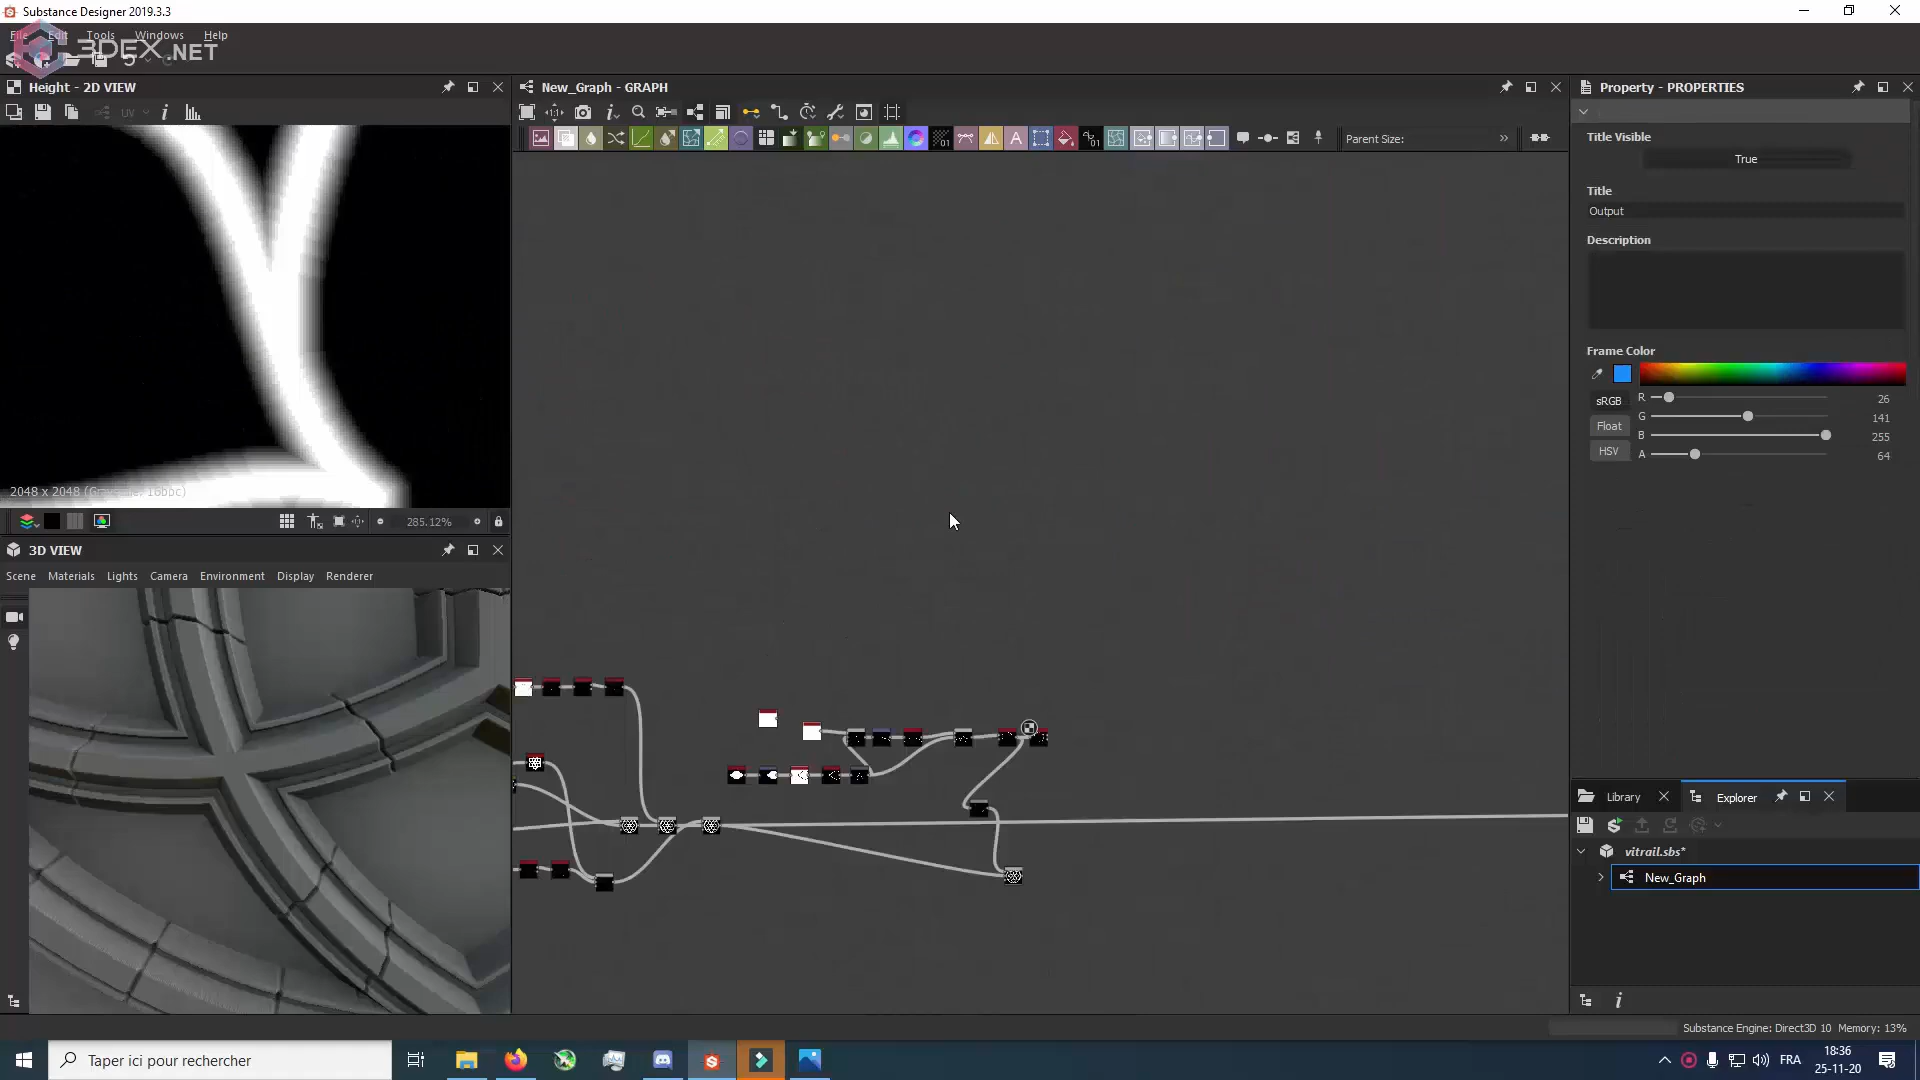 Substance Designer 2019.3.3
File Edit Tools Windows Help
3DEX.NET
Height - 2D VIEW
New_Graph - GRAPH
Property - PROPERTIES
UV
Parent Size:
Title Visible
True
Title
Output
Description
Frame Color
sRGB
R 26
G 141
Float
B 255
HSV
A 64
2048 x 2048 (Grayscale, 16bpc)
285.12%
3D VIEW
Scene Materials Lights Camera Environment Display Renderer
Library Explorer
vitrail.sbs*
New_Graph
Substance Engine: Direct3D 10 Memory: 13%
Taper ici pour rechercher
FRA
18:36
25-11-20